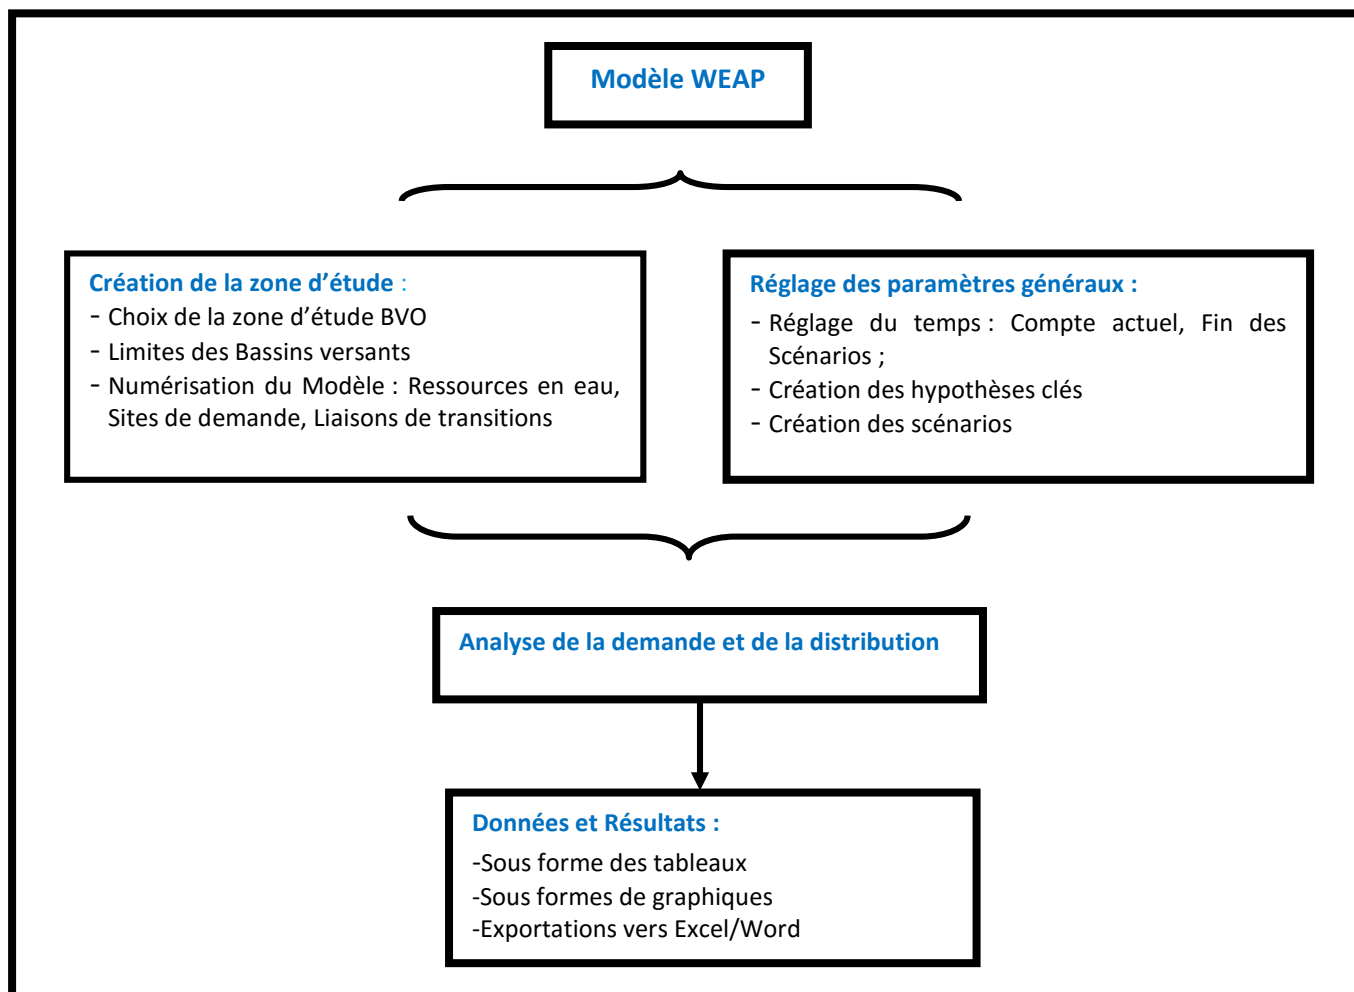 Modèle WEAP
Création de la zone d’étude :
- Choix de la zone d’étude BVO
- Limites des Bassins versants
- Numérisation du Modèle : Ressources en eau,
Sites de demande, Liaisons de transitions
Réglage des paramètres généraux :
- Réglage du temps : Compte actuel, Fin des
Scénarios ;
- Création des hypothèses clés
- Création des scénarios
Analyse de la demande et de la distribution
Données et Résultats :
-Sous forme des tableaux
-Sous formes de graphiques
-Exportations vers Excel/Word